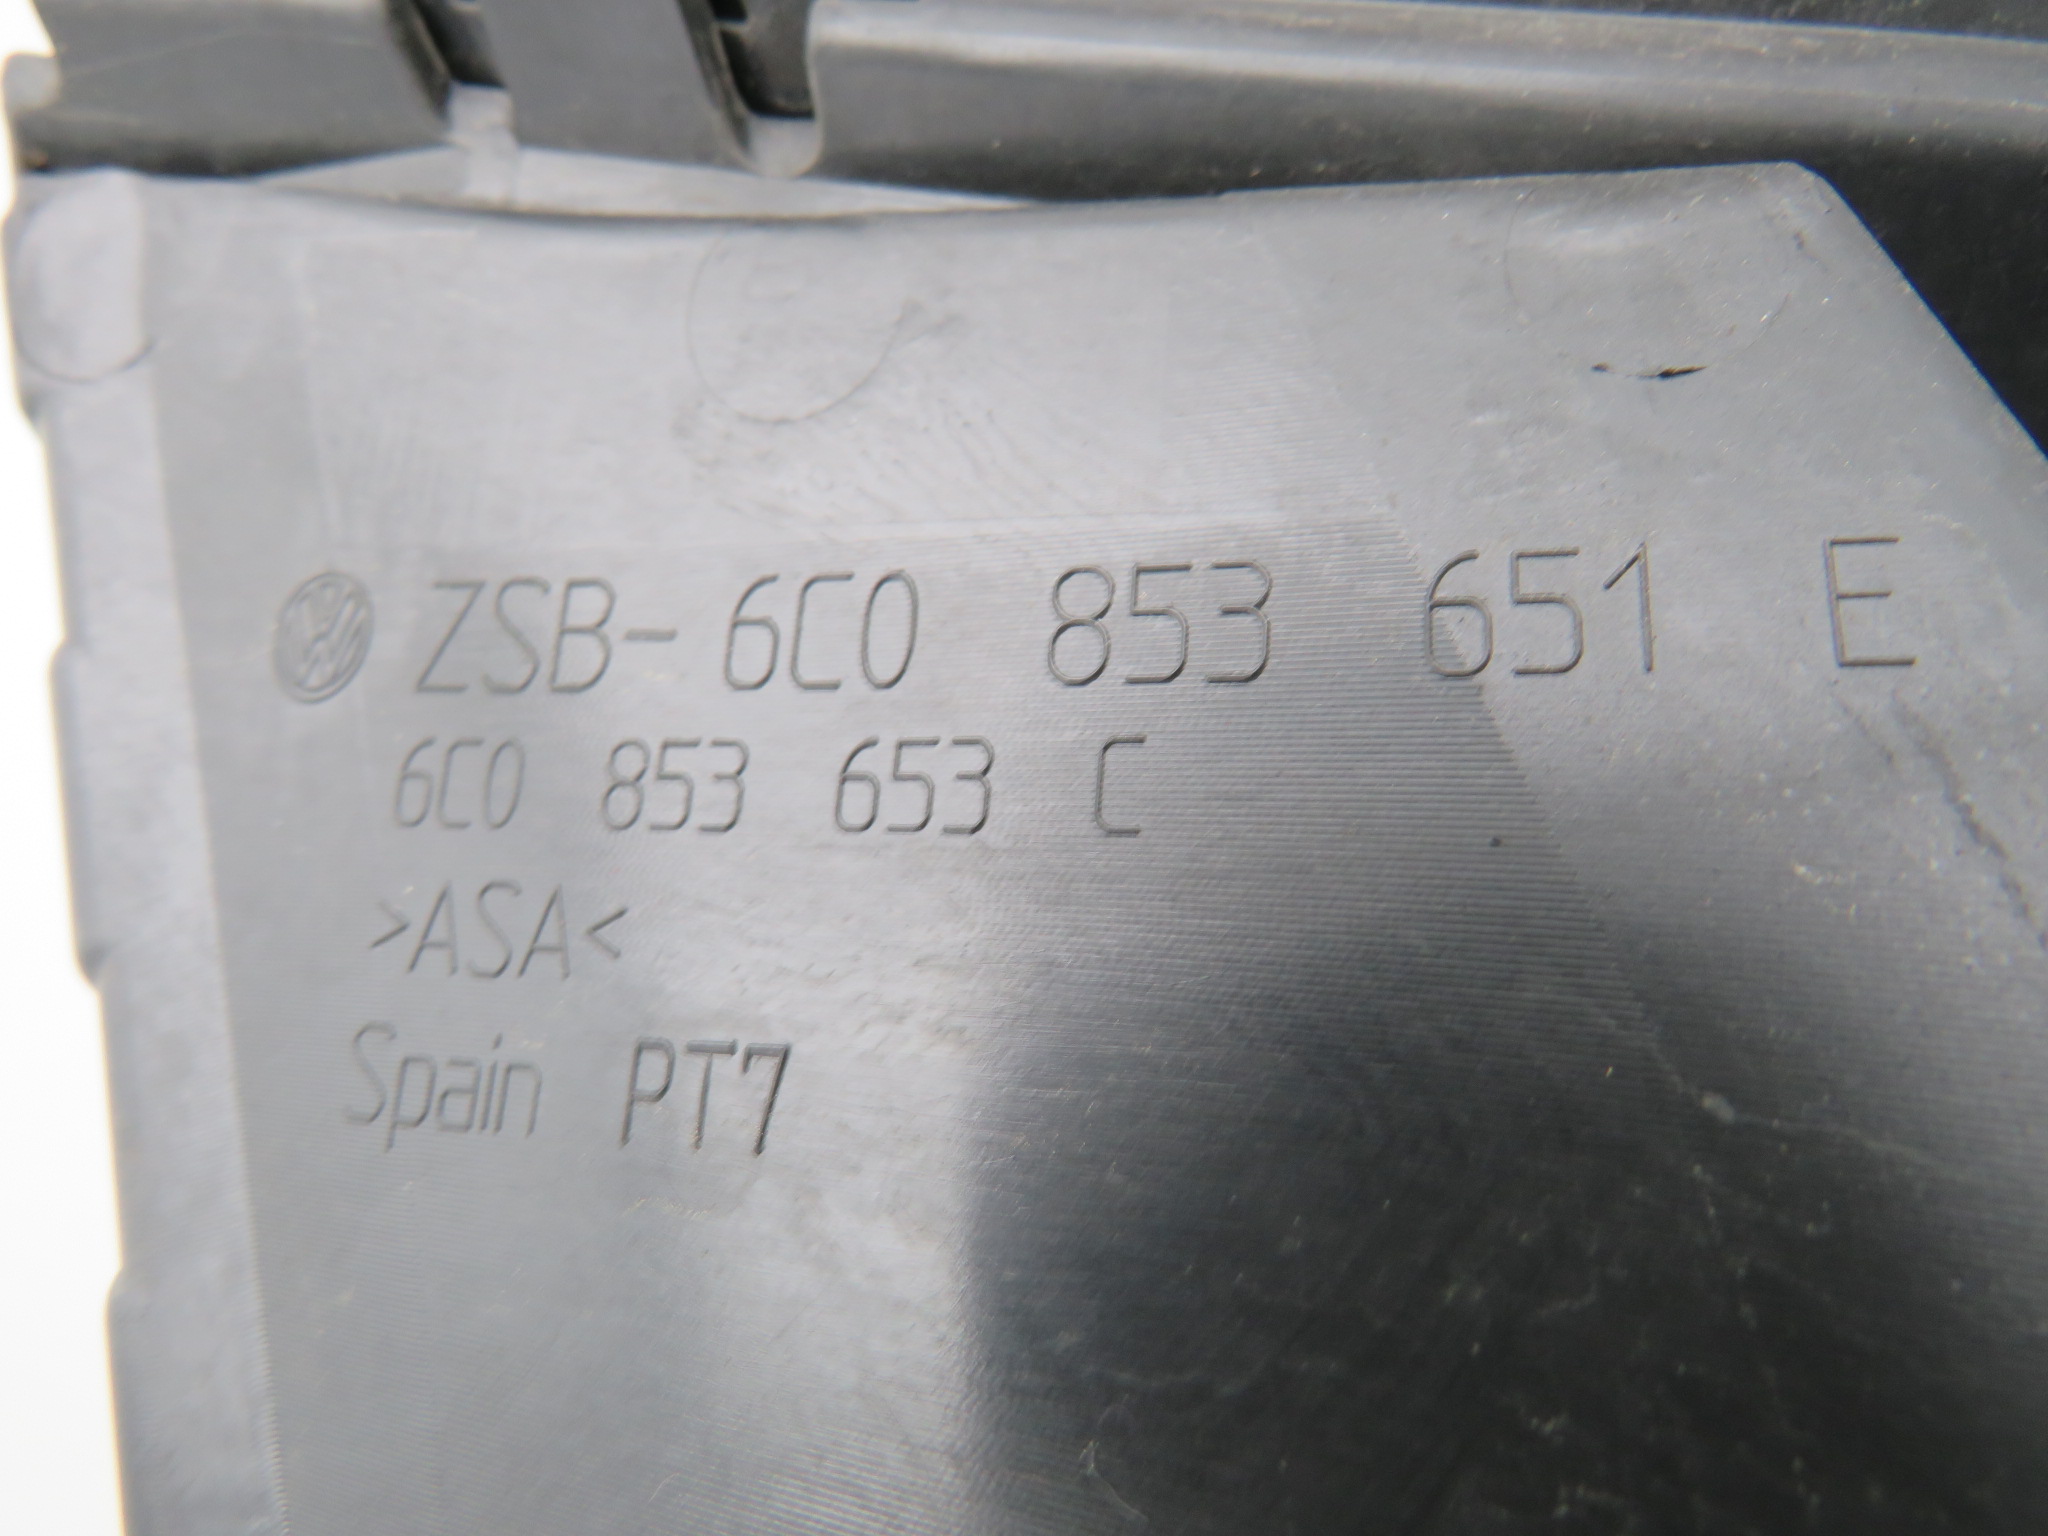 ZSB- 6C0 853 651 E
6C0 853 653 C
>ASA<
Spain PT7